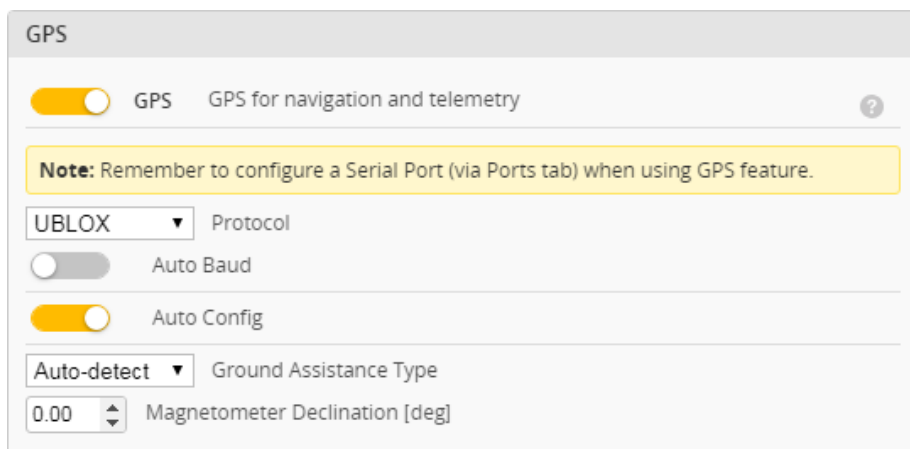 GPS
GPS GPS for navigation and telemetry
?
Note: Remember to configure a Serial Port (via Ports tab) when using GPS feature.
UBLOX Protocol
Auto Baud
Auto Config
Auto-detect Ground Assistance Type
0.00 Magnetometer Declination [deg]